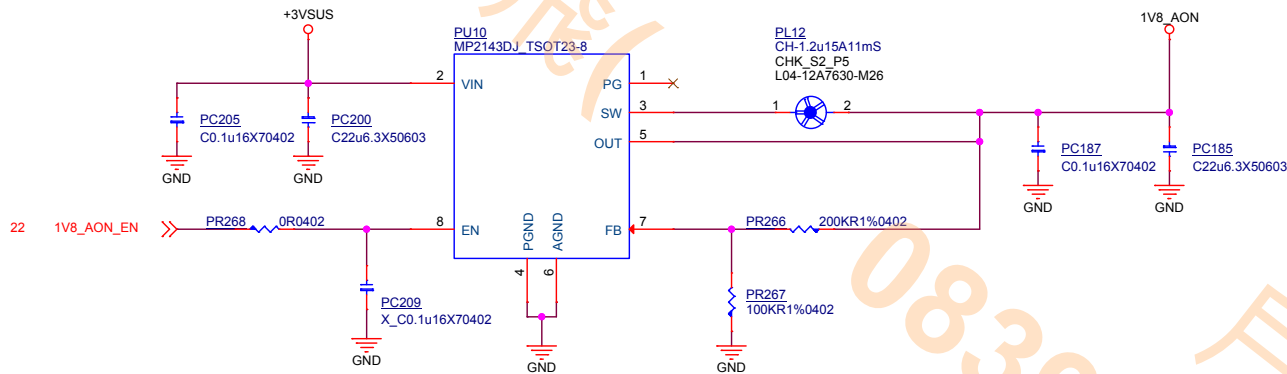 +3VSUS
1V8_AON
PU10
MP2143DJ_TSOT23-8
PL12
CH-1.2u15A11mS
CHK_S2_P5
L04-12A7630-M26
2
VIN
PG
1
SW
3
1
2
OUT
5
PC205
C0.1u16X70402
PC200
C22u6.3X50603
PC187
C0.1u16X70402
PC185
C22u6.3X50603
GND
GND
GND
GND
22
1V8_AON_EN
PR268
0R0402
8
EN
PGND
AGND
FB
7
PR266
200KR1%0402
4
6
PC209
X_C0.1u16X70402
PR267
100KR1%0402
GND
GND
GND
083
月